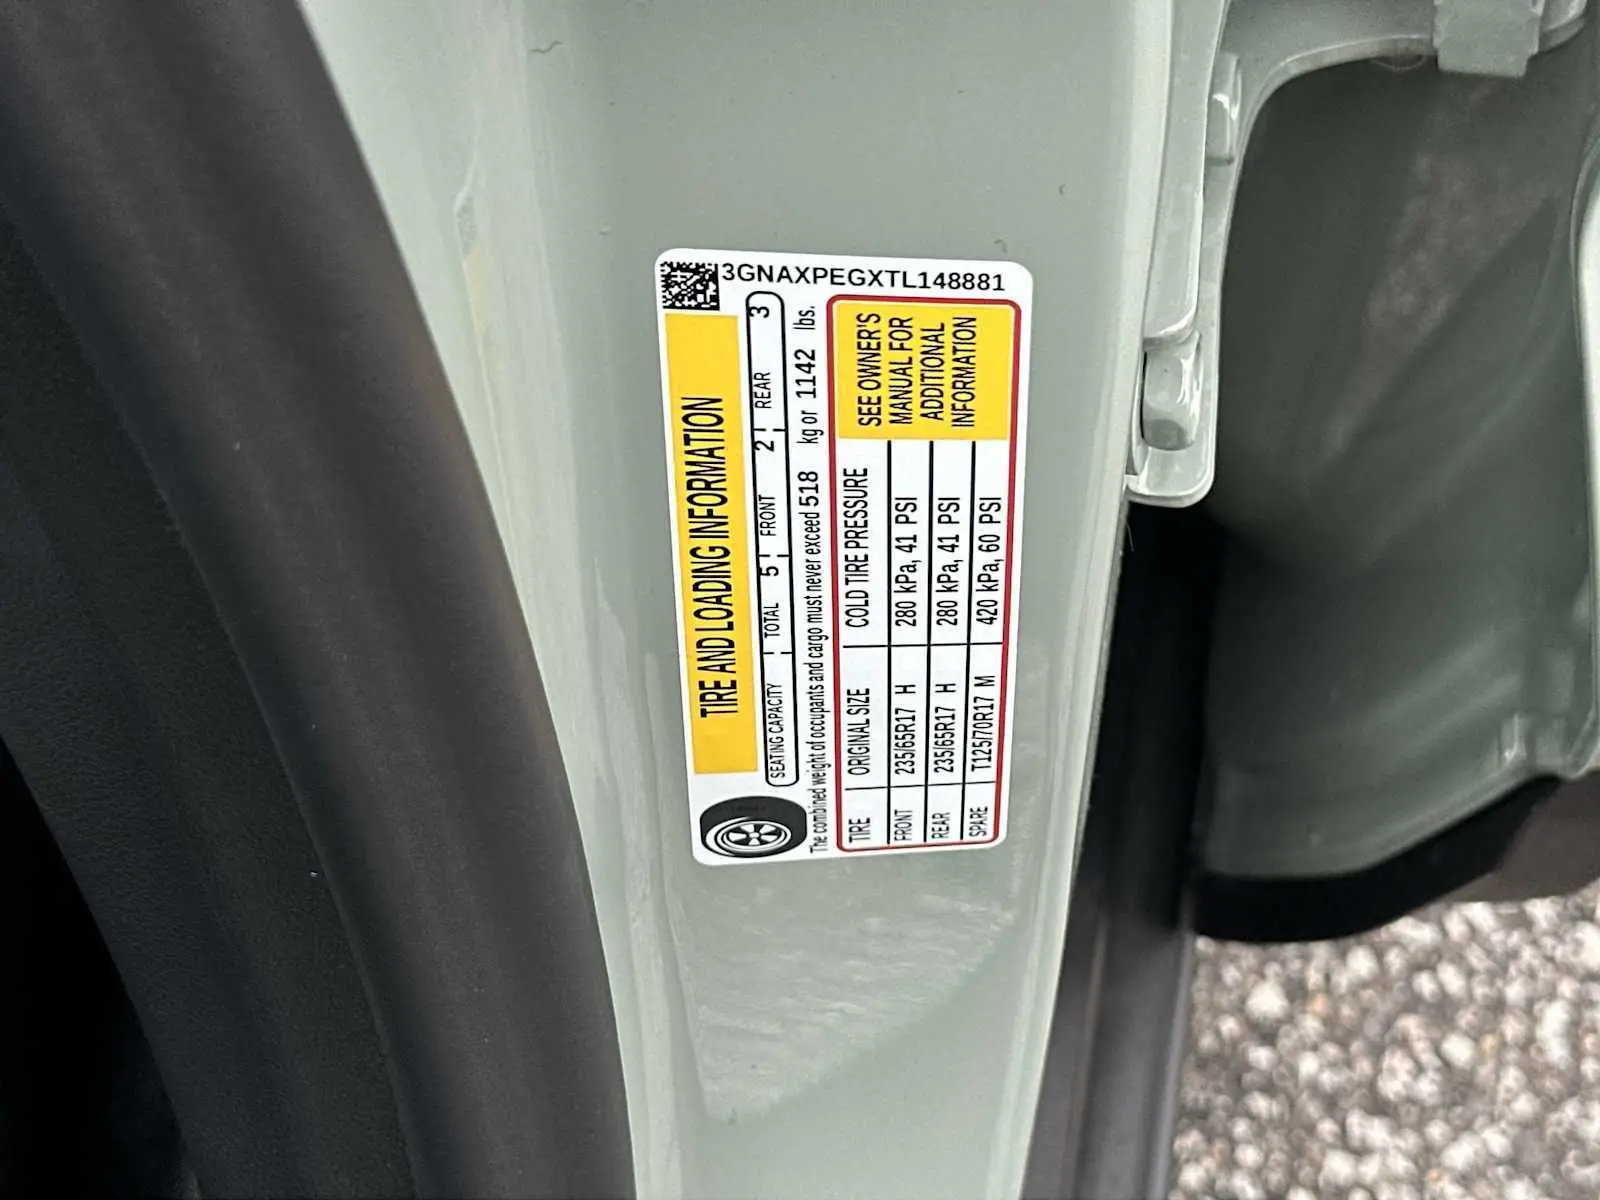 3GNAXPEGXTL148881
TIRE AND LOADING INFORMATION
SEATING CAPACITY TOTAL 5 FRONT 2 REAR 3
The combined weight of occupants and cargo must never exceed 518 kg or 1142 lbs.
TIRE ORIGINAL SIZE COLD TIRE PRESSURE
FRONT 235/65R17 H 280 kPa, 41 PSI
REAR 235/65R17 H 280 kPa, 41 PSI
SPARE T125/70R17 M 420 kPa, 60 PSI
SEE OWNER'S
MANUAL FOR
ADDITIONAL
INFORMATION